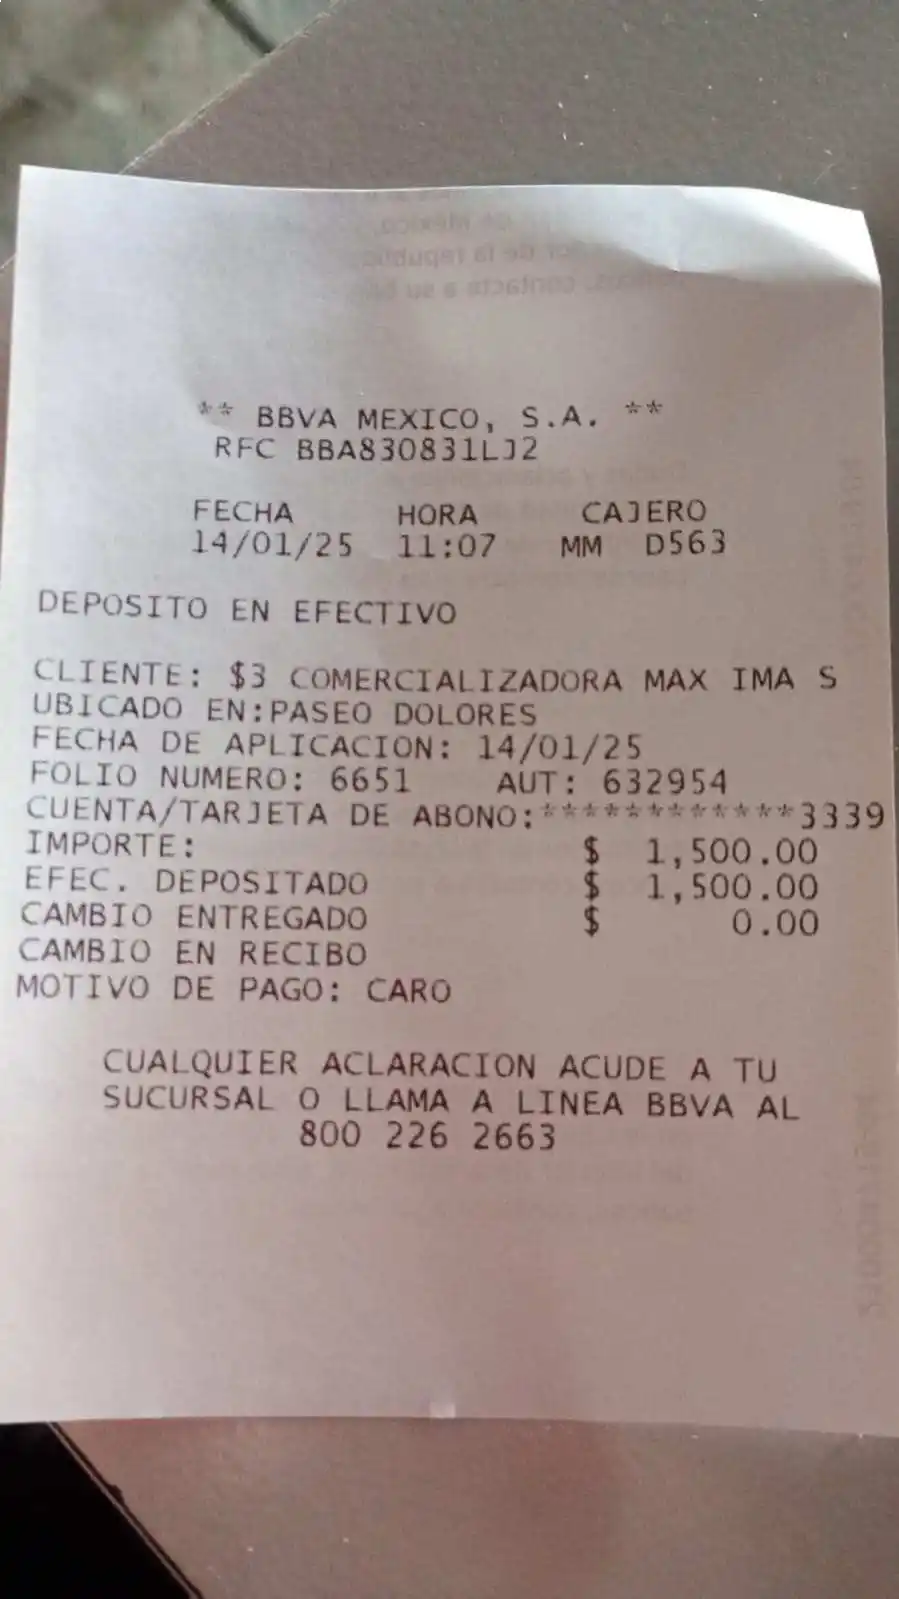 ** BBVA MEXICO, S.A. **
RFC BBA830831LJ2
FECHA HORA CAJERO
14/01/25 11:07 MM D563
DEPOSITO EN EFECTIVO
CLIENTE: $3 COMERCIALIZADORA MAX IMA S
UBICADO EN:PASEO DOLORES
FECHA DE APLICACION: 14/01/25
FOLIO NUMERO: 6651 AUT: 632954
CUENTA/TARJETA DE ABONO:************3339
IMPORTE: $ 1,500.00
EFEC. DEPOSITADO $ 1,500.00
CAMBIO ENTREGADO $ 0.00
CAMBIO EN RECIBO
MOTIVO DE PAGO: CARO
CUALQUIER ACLARACION ACUDE A TU
SUCURSAL O LLAMA A LINEA BBVA AL
800 226 2663